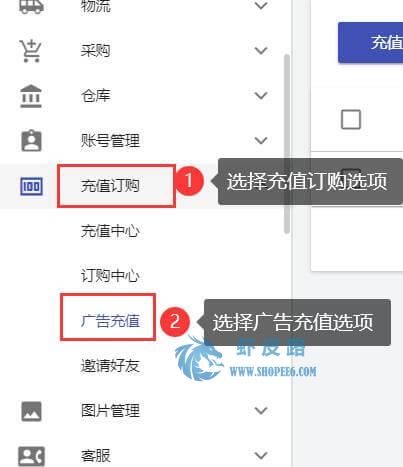 物流
采购
充值
仓库
账号管理
充值订购
1
选择充值订购选项
充值中心
订购中心
广告充值
2
选择广告充值选项
虾皮路
WWW.SHOPEE6.COM
邀请好友
图片管理
客服